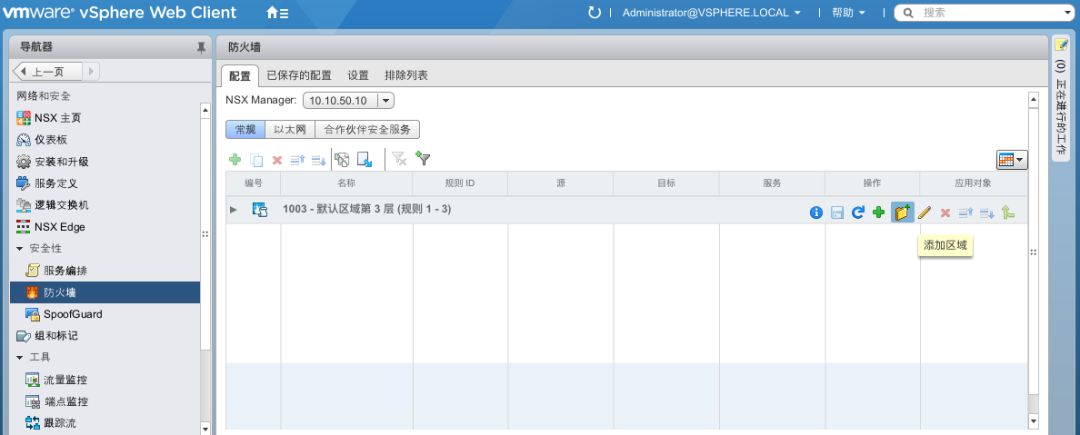 vmware® vSphere Web Client
Administrator@VSPHERE.LOCAL
帮助
搜索
导航器
上一页
网络和安全
NSX 主页
仪表板
安装和升级
服务定义
逻辑交换机
NSX Edge
安全性
服务编排
防火墙
SpoofGuard
组和标记
工具
流量监控
端点监控
跟踪流
防火墙
配置 已保存的配置 设置 排除列表
NSX Manager: 10.10.50.10
常规 以太网 合作伙伴安全服务
编号 名称 规则 ID 源 目标 服务 操作 应用对象
1003 - 默认区域第 3 层 (规则 1 - 3)
添加区域
(0) 正在进行的工作